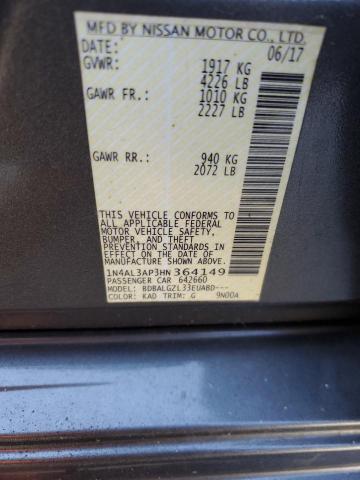 MFD BY NISSAN MOTOR CO., LTD.
DATE: 06/17
GVWR: 1917 KG
4226 LB
GAWR FR.: 1010 KG
2227 LB
GAWR RR.: 940 KG
2072 LB
THIS VEHICLE CONFORMS TO
ALL APPLICABLE FEDERAL
MOTOR VEHICLE SAFETY,
BUMPER, AND THEFT
PREVENTION STANDARDS IN
EFFECT ON THE DATE OF
MANUFACTURE SHOWN ABOVE.
1N4AL3AP3HN364149
PASSENGER CAR 642660
MODEL: BDBALGZL33EUABD---
COLOR: KAD TRIM: G 9N00A